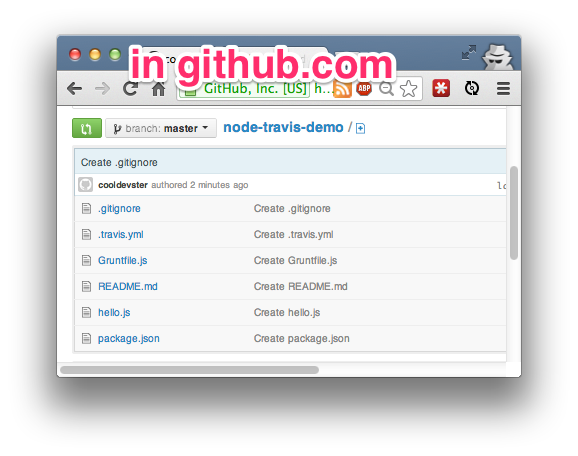 in github.com
GitHub, Inc. [US] h... ABP
branch: master node-travis-demo /
Create .gitignore
cooldevster authored 2 minutes ago
.gitignore Create .gitignore
.travis.yml Create .travis.yml
Gruntfile.js Create Gruntfile.js
README.md Create README.md
hello.js Create hello.js
package.json Create package.json